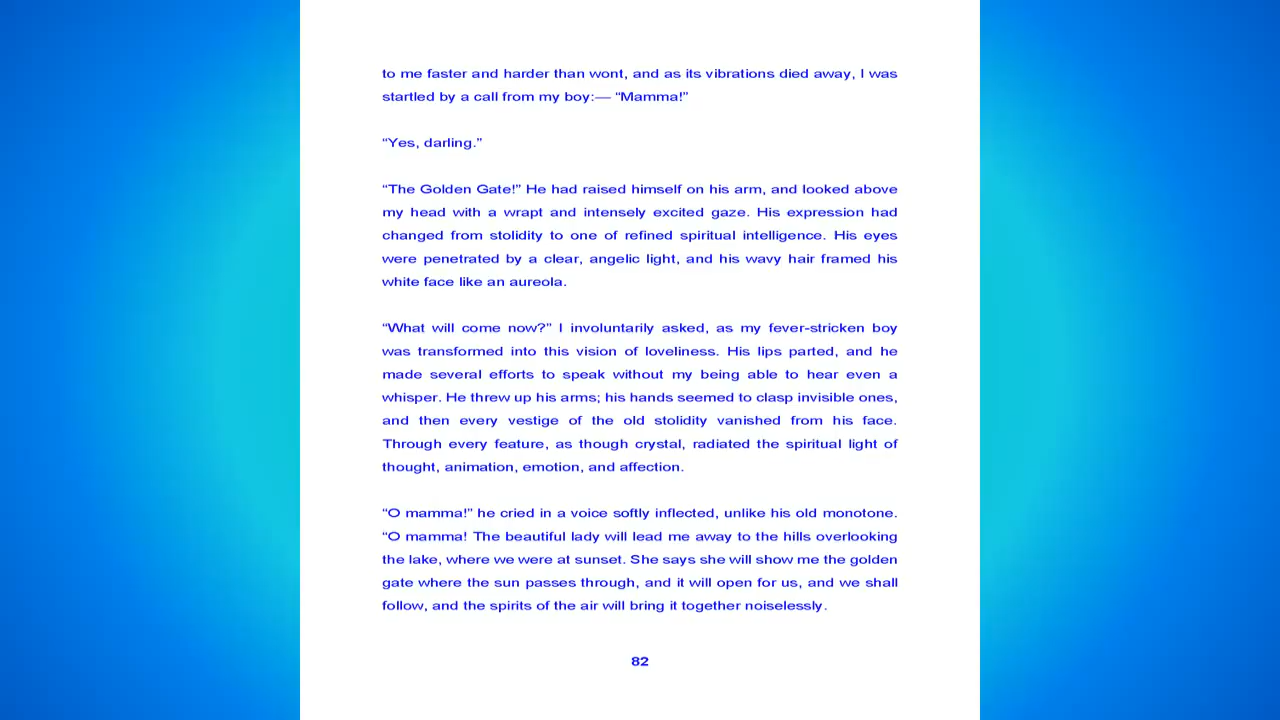 to me faster and harder than wont, and as its vibrations died away, I was
startled by a call from my boy:— “Mamma!”
“Yes, darling.”
“The Golden Gate!” He had raised himself on his arm, and looked above
my head with a wrapt and intensely excited gaze. His expression had
changed from stolidity to one of refined spiritual intelligence. His eyes
were penetrated by a clear, angelic light, and his wavy hair framed his
white face like an aureola.
“What will come now?” I involuntarily asked, as my fever-stricken boy
was transformed into this vision of loveliness. His lips parted, and he
made several efforts to speak without my being able to hear even a
whisper. He threw up his arms; his hands seemed to clasp invisible ones,
and then every vestige of the old stolidity vanished from his face.
Through every feature, as though crystal, radiated the spiritual light of
thought, animation, emotion, and affection.
“O mamma!” he cried in a voice softly inflected, unlike his old monotone.
“O mamma! The beautiful lady will lead me away to the hills overlooking
the lake, where we were at sunset. She says she will show me the golden
gate where the sun passes through, and it will open for us, and we shall
follow, and the spirits of the air will bring it together noiselessly.
82